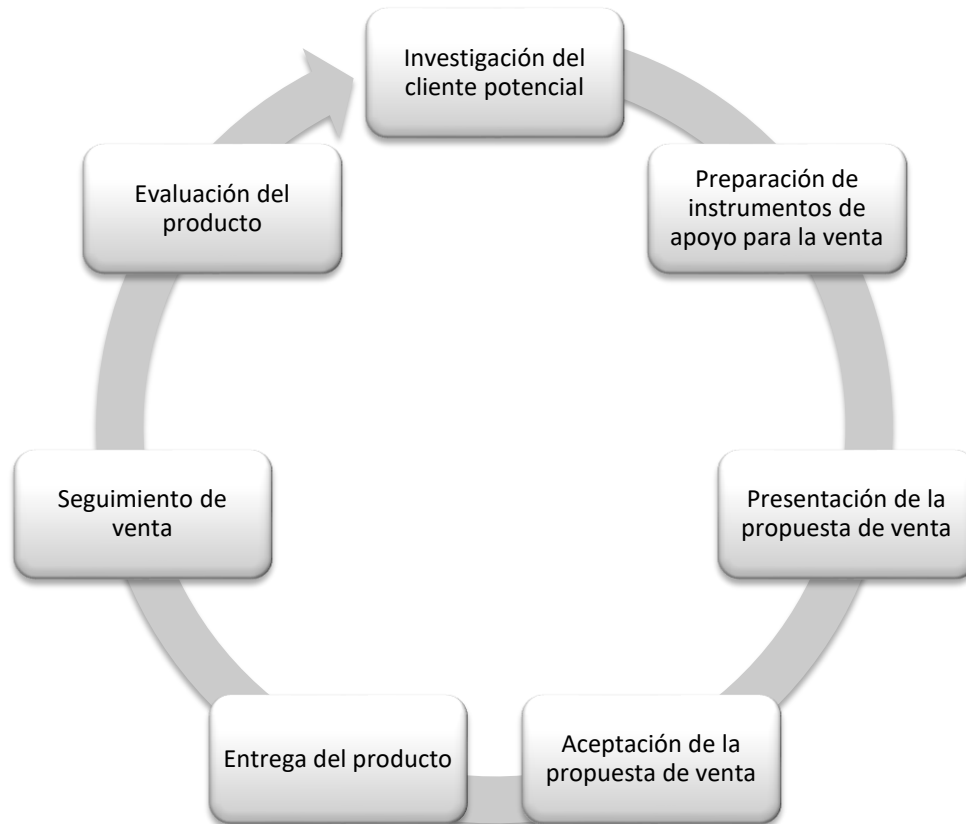 Investigación del
cliente potencial
Preparación de
instrumentos de
apoyo para la venta
Presentación de la
propuesta de venta
Aceptación de la
propuesta de venta
Entrega del producto
Seguimiento de
venta
Evaluación del
producto